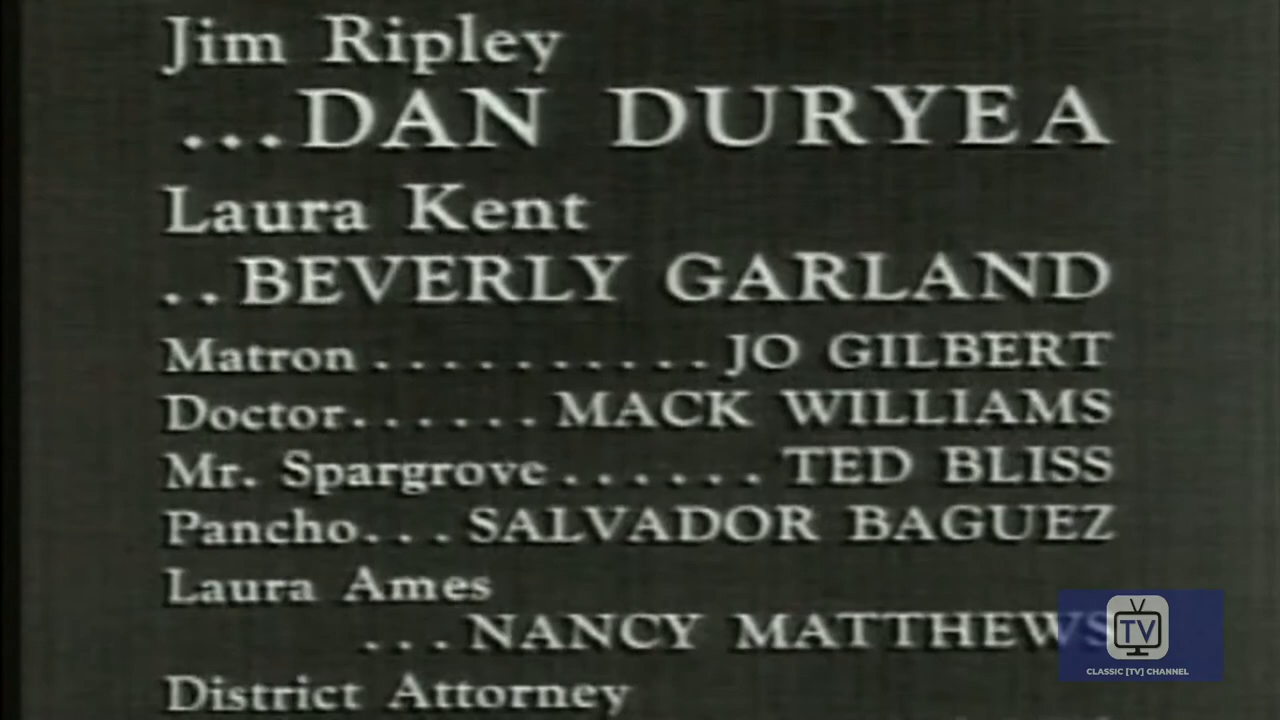 Jim Ripley
...DAN DURYEA
Laura Kent
..BEVERLY GARLAND
Matron...........JO GILBERT
Doctor......MACK WILLIAMS
Mr. Spargrove......TED BLISS
Pancho...SALVADOR BAGUEZ
Laura Ames
...NANCY MATTHEWS
District Attorney
TV
CLASSIC [TV] CHANNEL